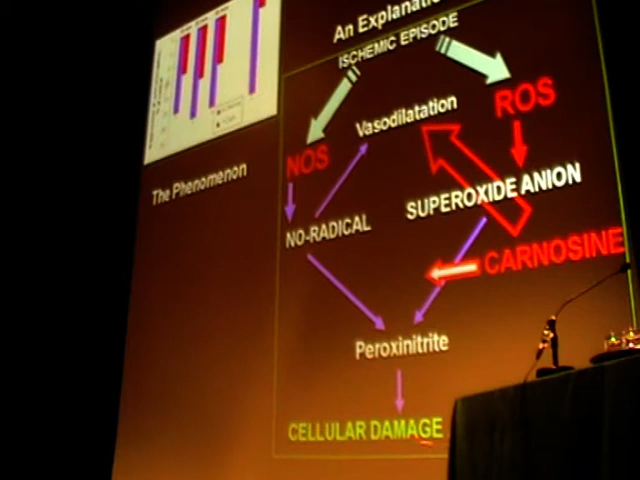 An Explanatio
ISCHEMIC EPISODE
Vasodilatation
ROS
NOS
The Phenomenon
SUPEROXIDE ANION
NO-RADICAL
CARNOSINE
Peroxinitrite
CELLULAR DAMAGE